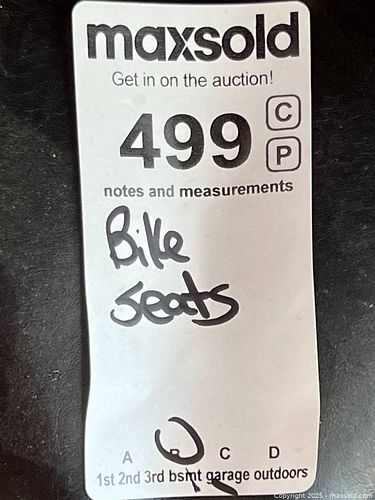 maxsold
Get in on the auction!
499 C
P
notes and measurements
Bike
seats
A B C D
1st 2nd 3rd bsmt garage outdoors
Copyright 2025 - maxsold.com